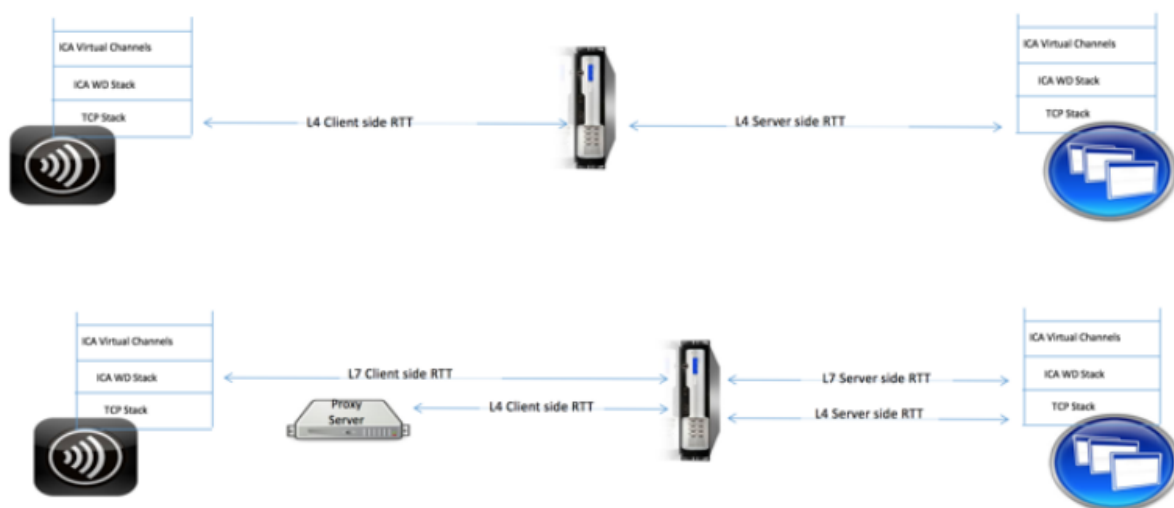 ICA Virtual Channels
ICA WD Stack
TCP Stack
L4 Client side RTT
L4 Server side RTT
ICA Virtual Channels
ICA WD Stack
TCP Stack
ICA Virtual Channels
ICA WD Stack
TCP Stack
L7 Client side RTT
L4 Client side RTT
Proxy
Server
L7 Server side RTT
L4 Server side RTT
ICA Virtual Channels
ICA WD Stack
TCP Stack